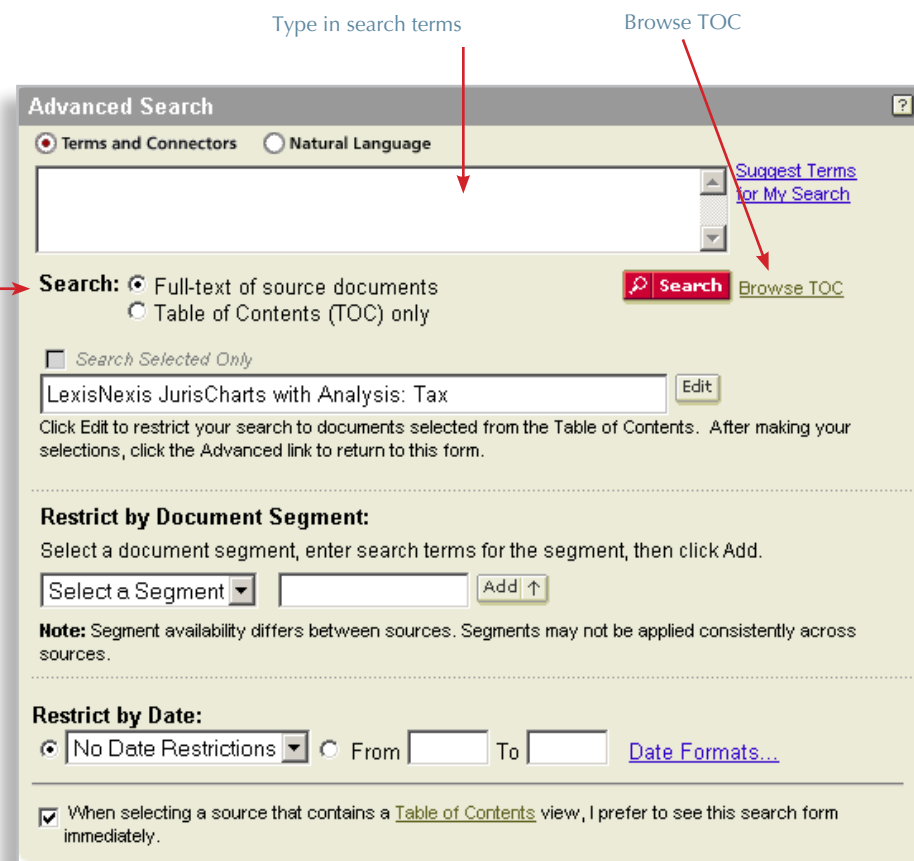 Type in search terms
Browse TOC
Advanced Search
?
Terms and Connectors Natural Language
Suggest Terms
for My Search
Search: Full-text of source documents
Search Browse TOC
Table of Contents (TOC) only
Search Selected Only
LexisNexis JurisCharts with Analysis: Tax
Edit
Click Edit to restrict your search to documents selected from the Table of Contents. After making your
selections, click the Advanced link to return to this form.
Restrict by Document Segment:
Select a document segment, enter search terms for the segment, then click Add.
Select a Segment
Add ↑
Note: Segment availability differs between sources. Segments may not be applied consistently across
sources.
Restrict by Date:
No Date Restrictions From To Date Formats...
When selecting a source that contains a Table of Contents view, I prefer to see this search form
immediately.